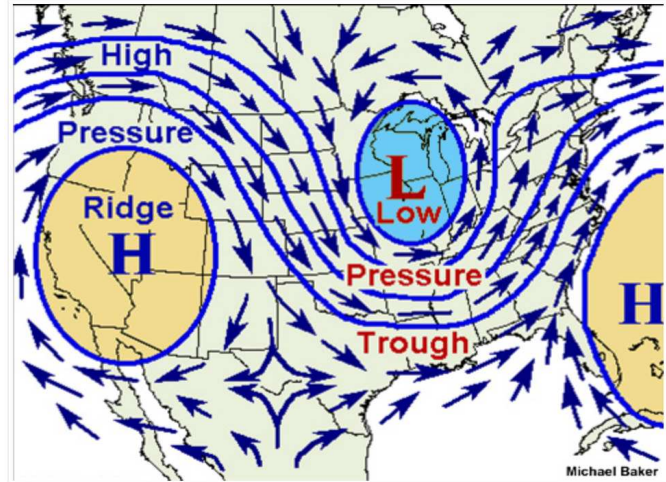 High
Pressure
Ridge
H
L
Low
Pressure
Trough
H
Michael Baker